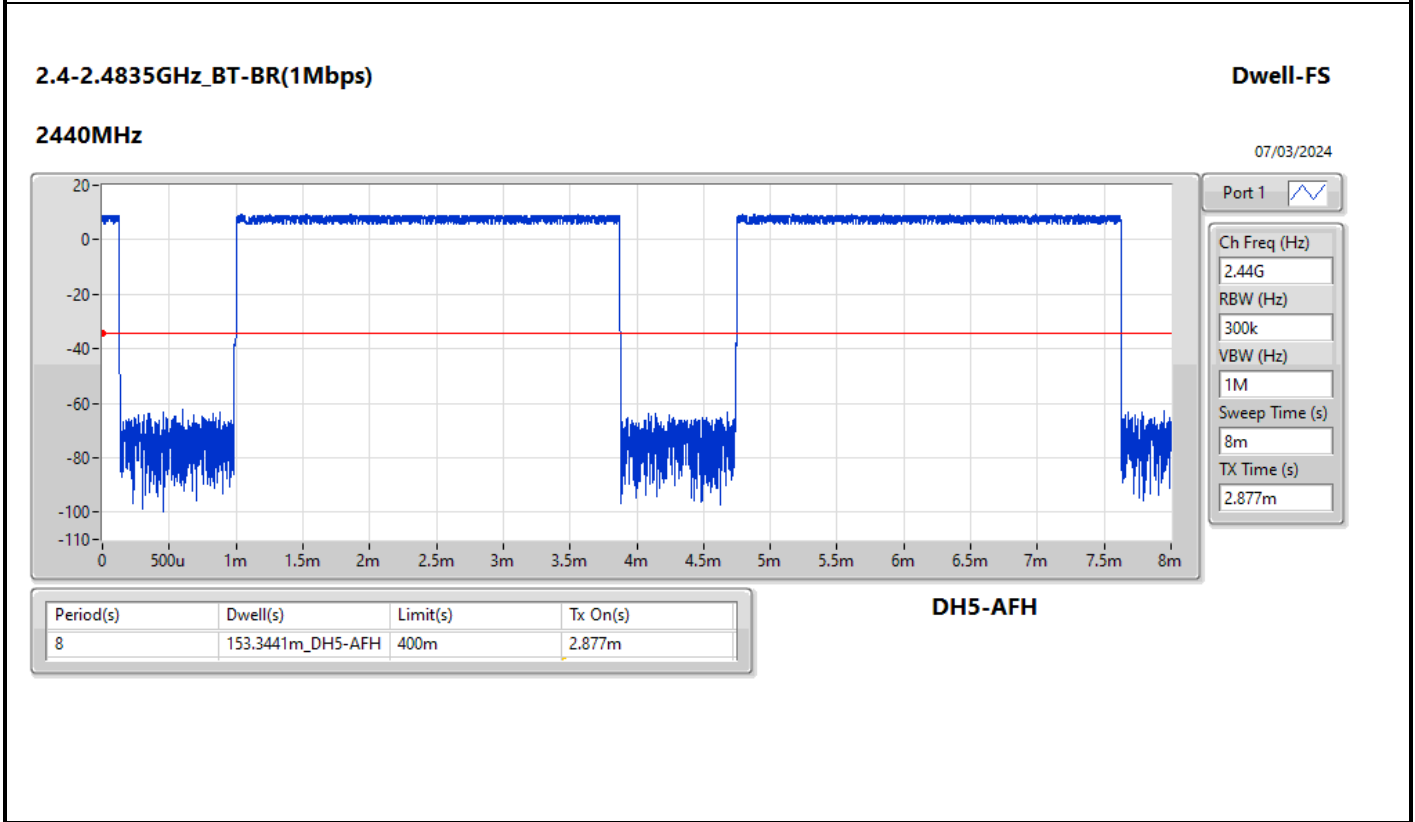 2.4-2.4835GHz_BT-BR(1Mbps) Dwell-FS
2440MHz
07/03/2024
20
0
-20
-40
-60
-80
-100
-110
0 500u 1m 1.5m 2m 2.5m 3m 3.5m 4m 4.5m 5m 5.5m 6m 6.5m 7m 7.5m 8m
Port 1
Ch Freq (Hz)
2.44G
RBW (Hz)
300k
VBW (Hz)
1M
Sweep Time (s)
8m
TX Time (s)
2.877m
Period(s) Dwell(s) Limit(s) Tx On(s)
8 153.3441m_DH5-AFH 400m 2.877m
DH5-AFH